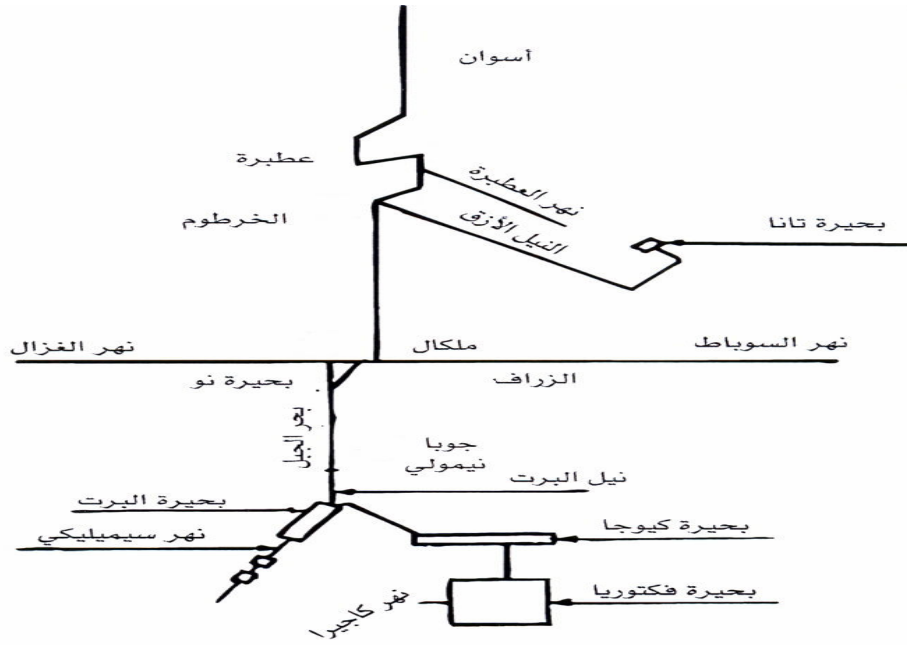 أسوان
عطبرة
نهر العطبرة
الخرطوم
النيل الأزق
بحيرة تانا
نهر الغزال
ملكال
نهر السوباط
بحيرة نو
الزراف
بحر الجبل
جوبا
نيمولي
نيل البرت
بحيرة البرت
نهر سيميليكي
بحيرة كيوجا
بحيرة فكتوريا
نهر كاجيرا